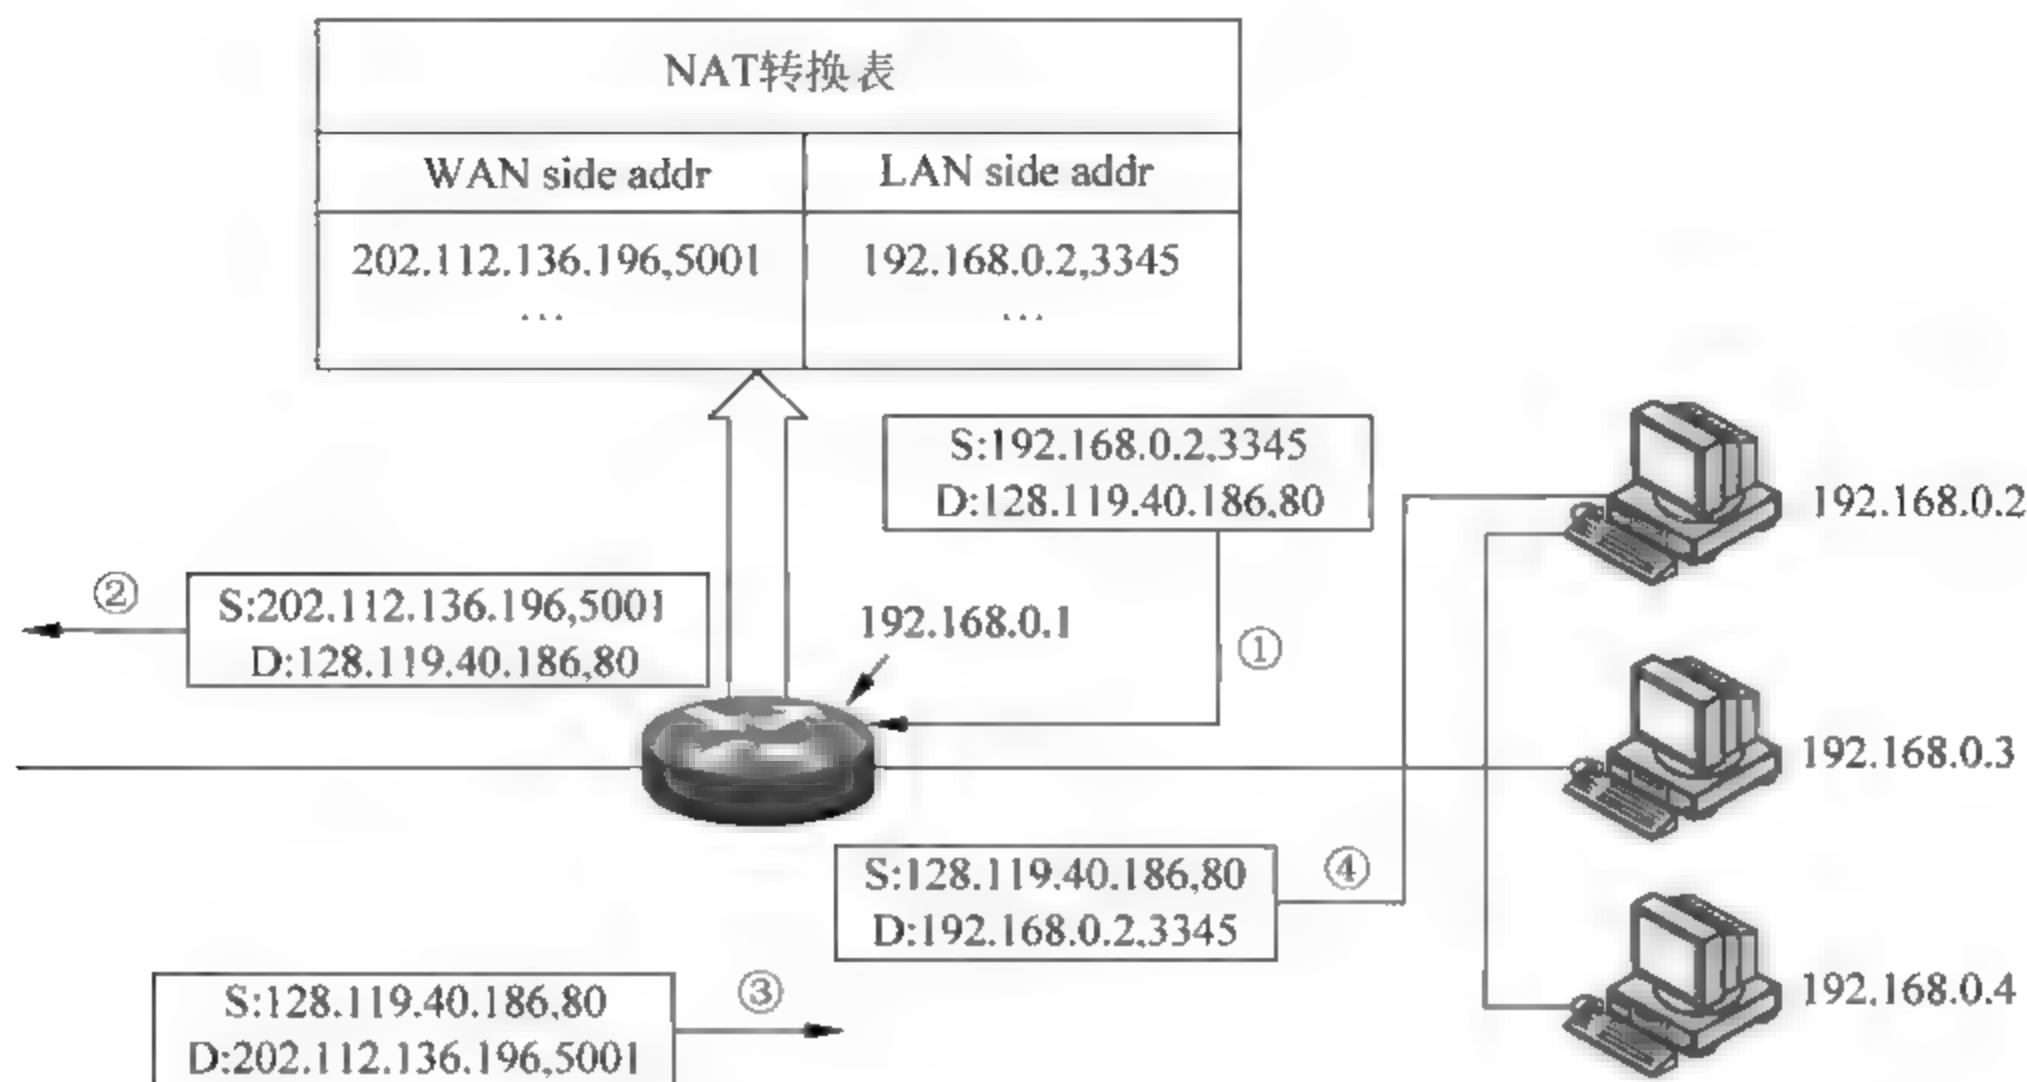 NAT转换表
WAN side addr
LAN side addr
202.112.136.196,5001
192.168.0.2,3345
...
...
S:192.168.0.2,3345
D:128.119.40.186,80
192.168.0.2
②
S:202.112.136.196,5001
D:128.119.40.186,80
192.168.0.1
①
192.168.0.3
S:128.119.40.186,80
D:192.168.0.2,3345
④
S:128.119.40.186,80
D:202.112.136.196,5001
③
192.168.0.4